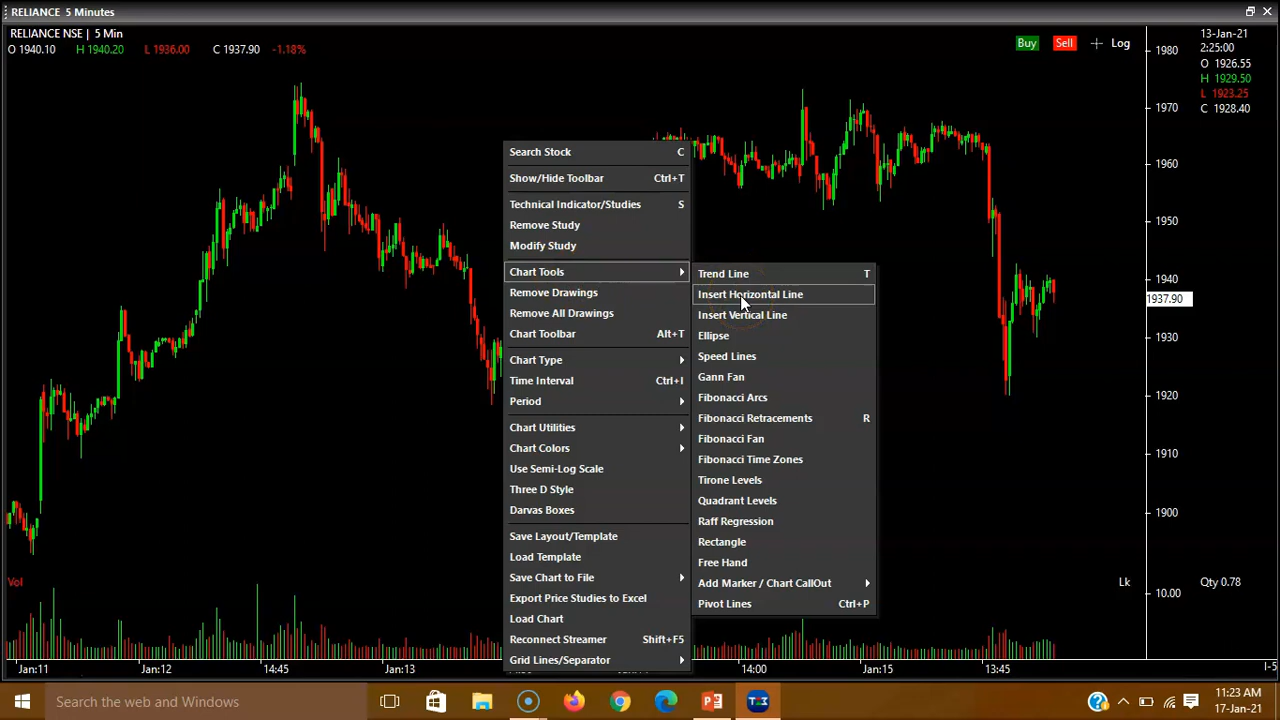 RELIANCE 5 Minutes
RELIANCE NSE | 5 Min
O 1940.10 H 1940.20 L 1936.00 C 1937.90 -1.18%
Buy Sell Log
13-Jan-21
2:25:00
O 1926.55
H 1929.50
L 1923.25
C 1928.40
1980
1970
1960
1950
1940
1937.90
1930
1920
1910
1900
10.00
Search Stock C
Show/Hide Toolbar Ctrl+T
Technical Indicator/Studies S
Remove Study
Modify Study
Chart Tools
Remove Drawings
Remove All Drawings
Chart Toolbar Alt+T
Chart Type
Time Interval Ctrl+I
Period
Chart Utilities
Chart Colors
Use Semi-Log Scale
Three D Style
Darvas Boxes
Save Layout/Template
Load Template
Save Chart to File
Export Price Studies to Excel
Load Chart
Reconnect Streamer Shift+F5
Grid Lines/Separator
Trend Line T
Insert Horizontal Line
Insert Vertical Line
Ellipse
Speed Lines
Gann Fan
Fibonacci Arcs
Fibonacci Retracements R
Fibonacci Fan
Fibonacci Time Zones
Tirone Levels
Quadrant Levels
Raff Regression
Rectangle
Free Hand
Add Marker / Chart CallOut
Pivot Lines Ctrl+P
Vol
Lk
Qty 0.78
Jan:11 Jan:12 14:45 Jan:13 14:00 Jan:15 13:45 I-5
Search the web and Windows
11:23 AM
17-Jan-21